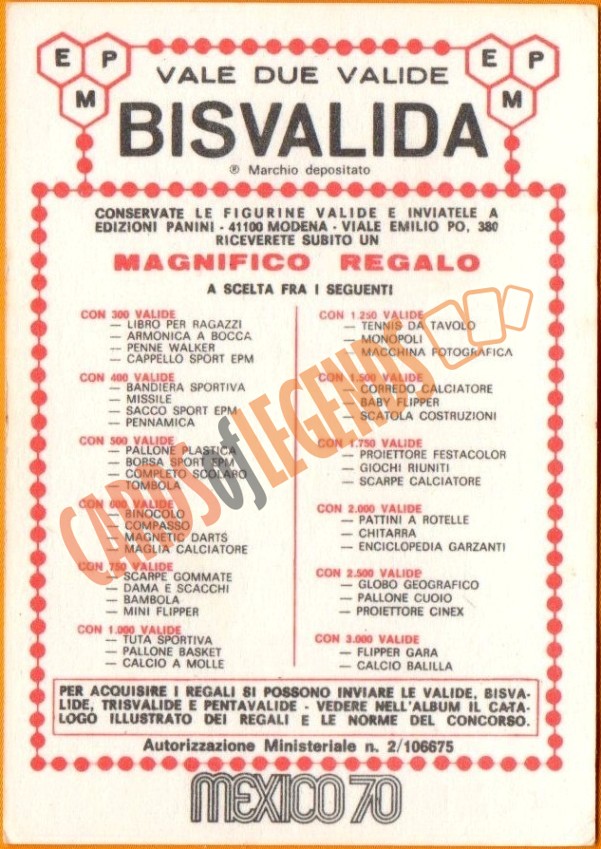 E P
M
E P
M
VALE DUE VALIDE
BISVALIDA
® Marchio depositato
CONSERVATE LE FIGURINE VALIDE E INVIATELE A
EDIZIONI PANINI - 41100 MODENA - VIALE EMILIO PO, 380
RICEVERETE SUBITO UN
MAGNIFICO REGALO
A SCELTA FRA I SEGUENTI
CON 300 VALIDE
— LIBRO PER RAGAZZI
— ARMONICA A BOCCA
— PENNE WALKER
— CAPPELLO SPORT EPM
CON 400 VALIDE
— BANDIERA SPORTIVA
— MISSILE
— SACCO SPORT EPM
— PENNAMICA
CON 500 VALIDE
— PALLONE PLASTICA
— BORSA SPORT EPM
— COMPLETO SCOLARO
— TOMBOLA
CON 600 VALIDE
— BINOCOLO
— COMPASSO
— MAGNETIC DARTS
— MAGLIA CALCIATORE
CON 750 VALIDE
— SCARPE GOMMATE
— DAMA E SCACCHI
— BAMBOLA
— MINI FLIPPER
CON 1.000 VALIDE
— TUTA SPORTIVA
— PALLONE BASKET
— CALCIO A MOLLE
CON 1.250 VALIDE
— TENNIS DA TAVOLO
— MONOPOLI
— MACCHINA FOTOGRAFICA
CON 1.500 VALIDE
— CORREDO CALCIATORE
— BABY FLIPPER
— SCATOLA COSTRUZIONI
CON 1.750 VALIDE
— PROIETTORE FESTACOLOR
— GIOCHI RIUNITI
— SCARPE CALCIATORE
CON 2.000 VALIDE
— PATTINI A ROTELLE
— CHITARRA
— ENCICLOPEDIA GARZANTI
CON 2.500 VALIDE
— GLOBO GEOGRAFICO
— PALLONE CUOIO
— PROIETTORE CINEX
CON 3.000 VALIDE
— FLIPPER GARA
— CALCIO BALILLA
PER ACQUISIRE I REGALI SI POSSONO INVIARE LE VALIDE, BISVA-
LIDE, TRISVALIDE E PENTAVALIDE - VEDERE NELL'ALBUM IL CATA-
LOGO ILLUSTRATO DEI REGALI E LE NORME DEL CONCORSO.
Autorizzazione Ministeriale n. 2/106675
MEXICO 70
CARDS of LEGENDS